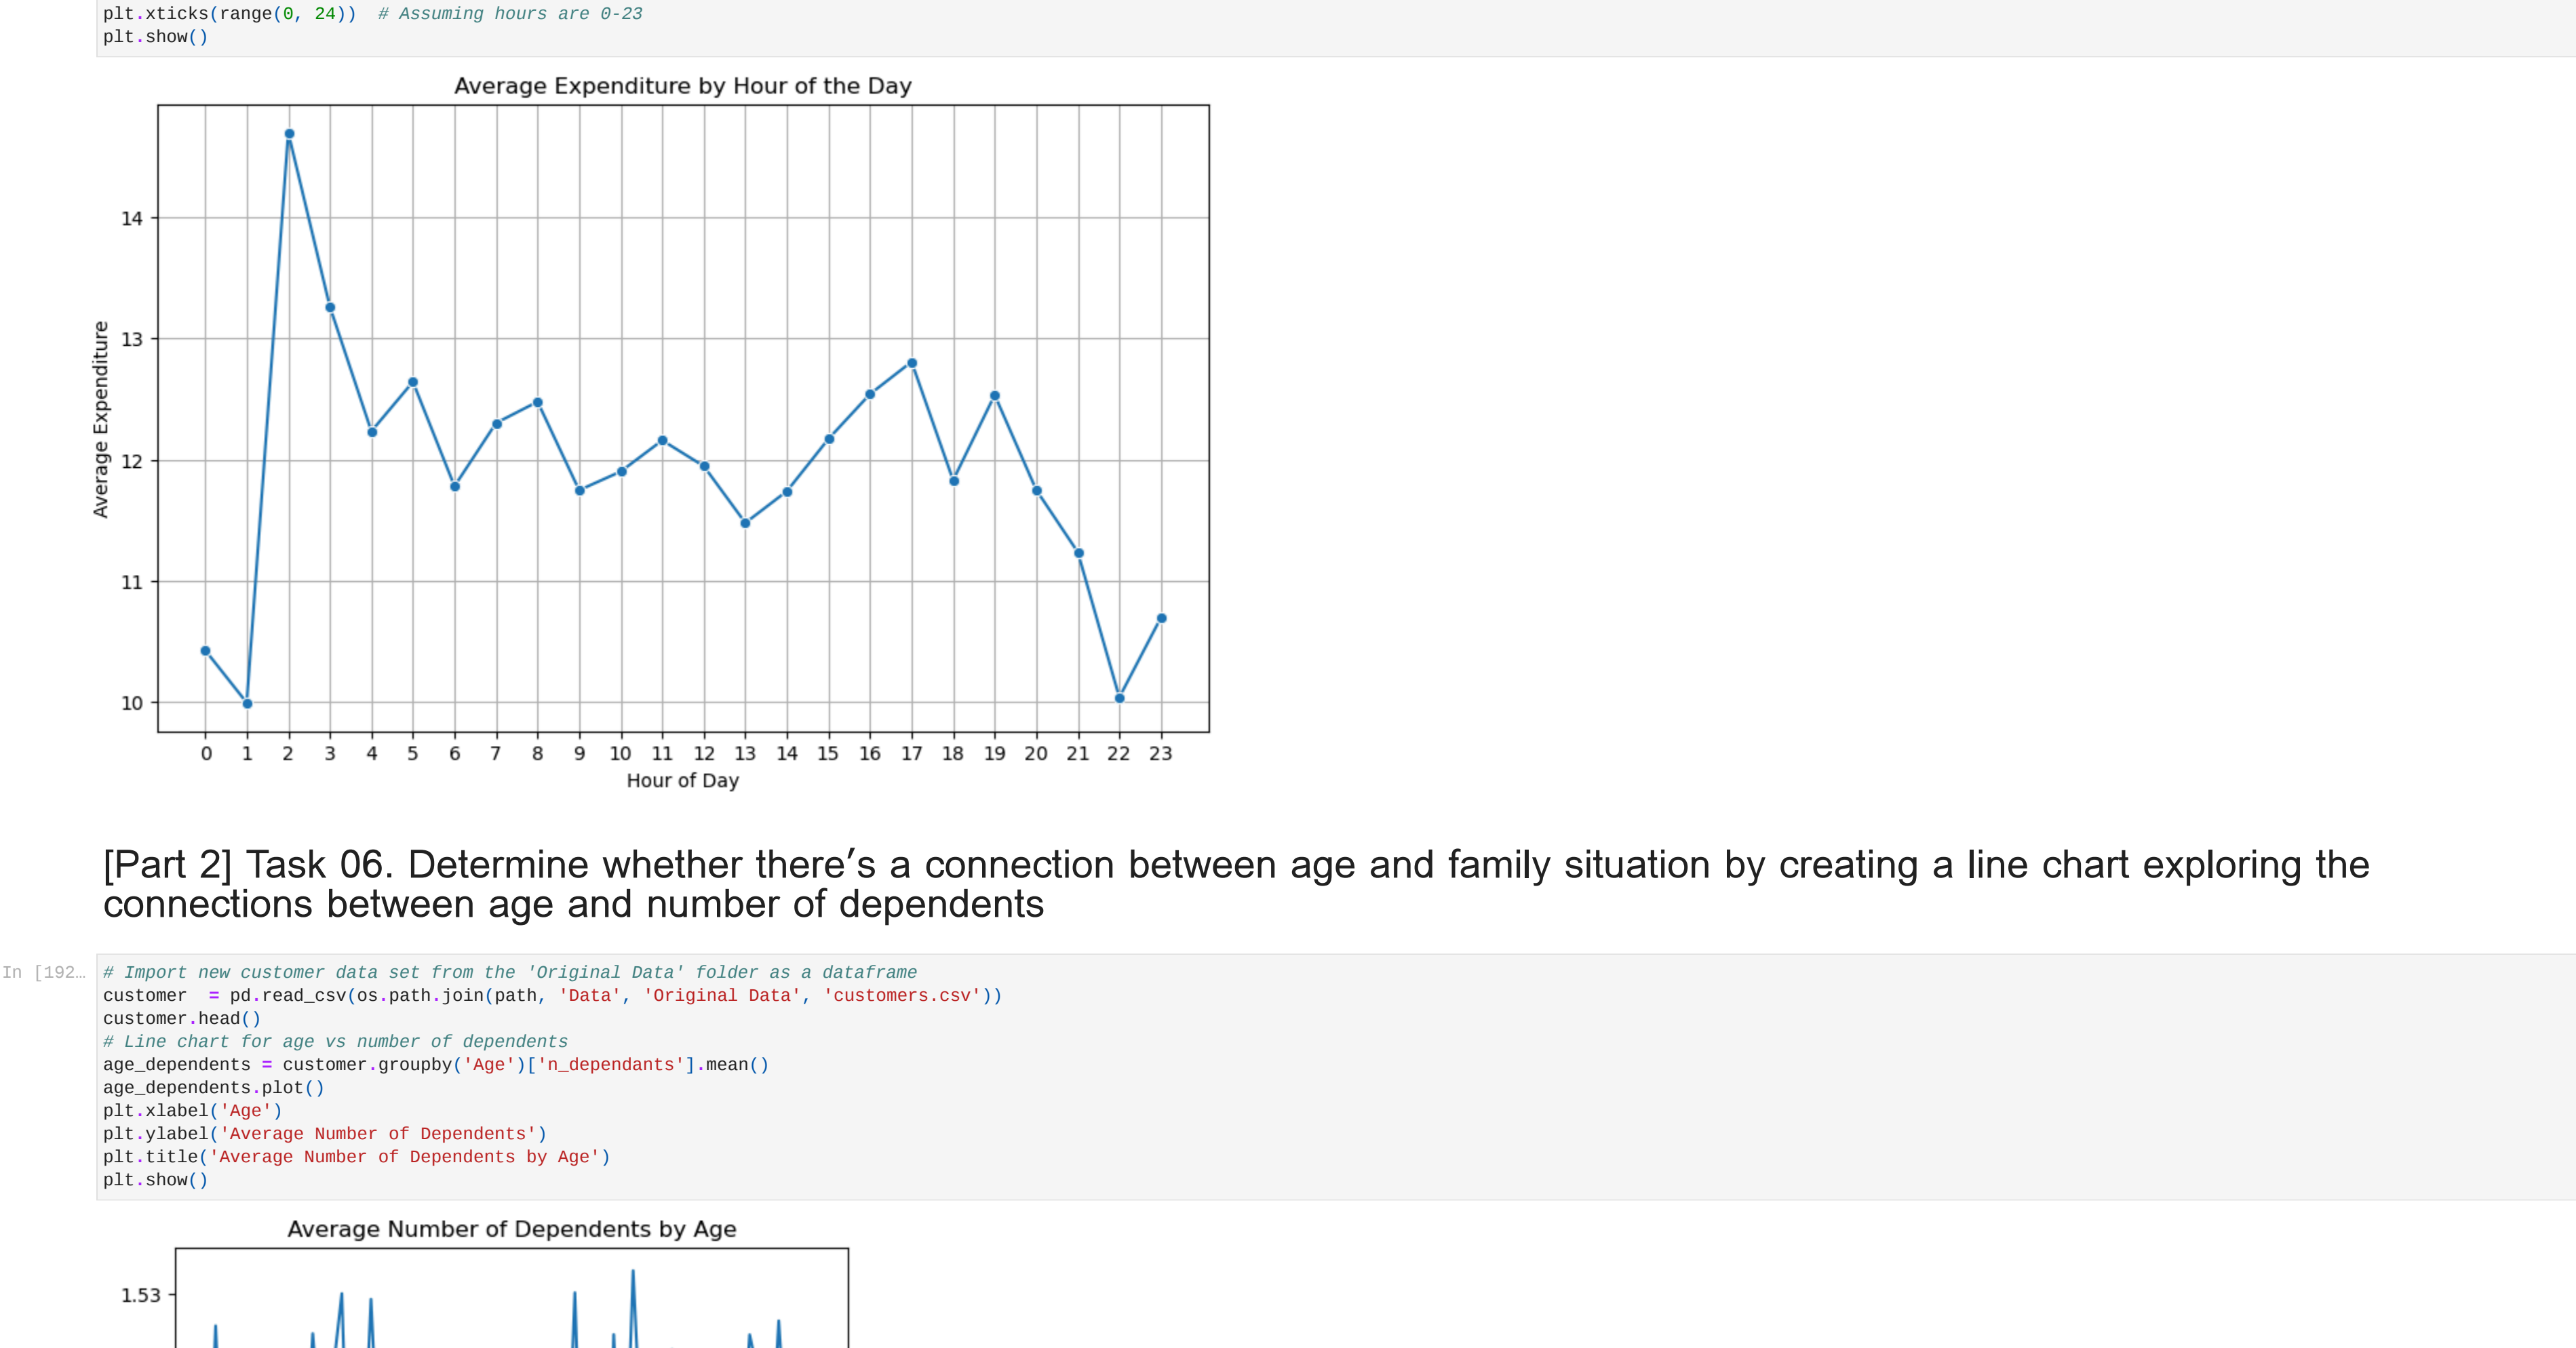 plt.xticks(range(0, 24))  # Assuming hours are 0-23
plt.show()
Average Expenditure by Hour of the Day
14
13
12
11
10
Average Expenditure
0 1 2 3 4 5 6 7 8 9 10 11 12 13 14 15 16 17 18 19 20 21 22 23
Hour of Day
[Part 2] Task 06. Determine whether there’s a connection between age and family situation by creating a line chart exploring the
connections between age and number of dependents
In [192…
# Import new customer data set from the 'Original Data' folder as a dataframe
customer  = pd.read_csv(os.path.join(path, 'Data', 'Original Data', 'customers.csv'))
customer.head()
# Line chart for age vs number of dependents
age_dependents = customer.groupby('Age')['n_dependants'].mean()
age_dependents.plot()
plt.xlabel('Age')
plt.ylabel('Average Number of Dependents')
plt.title('Average Number of Dependents by Age')
plt.show()
Average Number of Dependents by Age
1.53